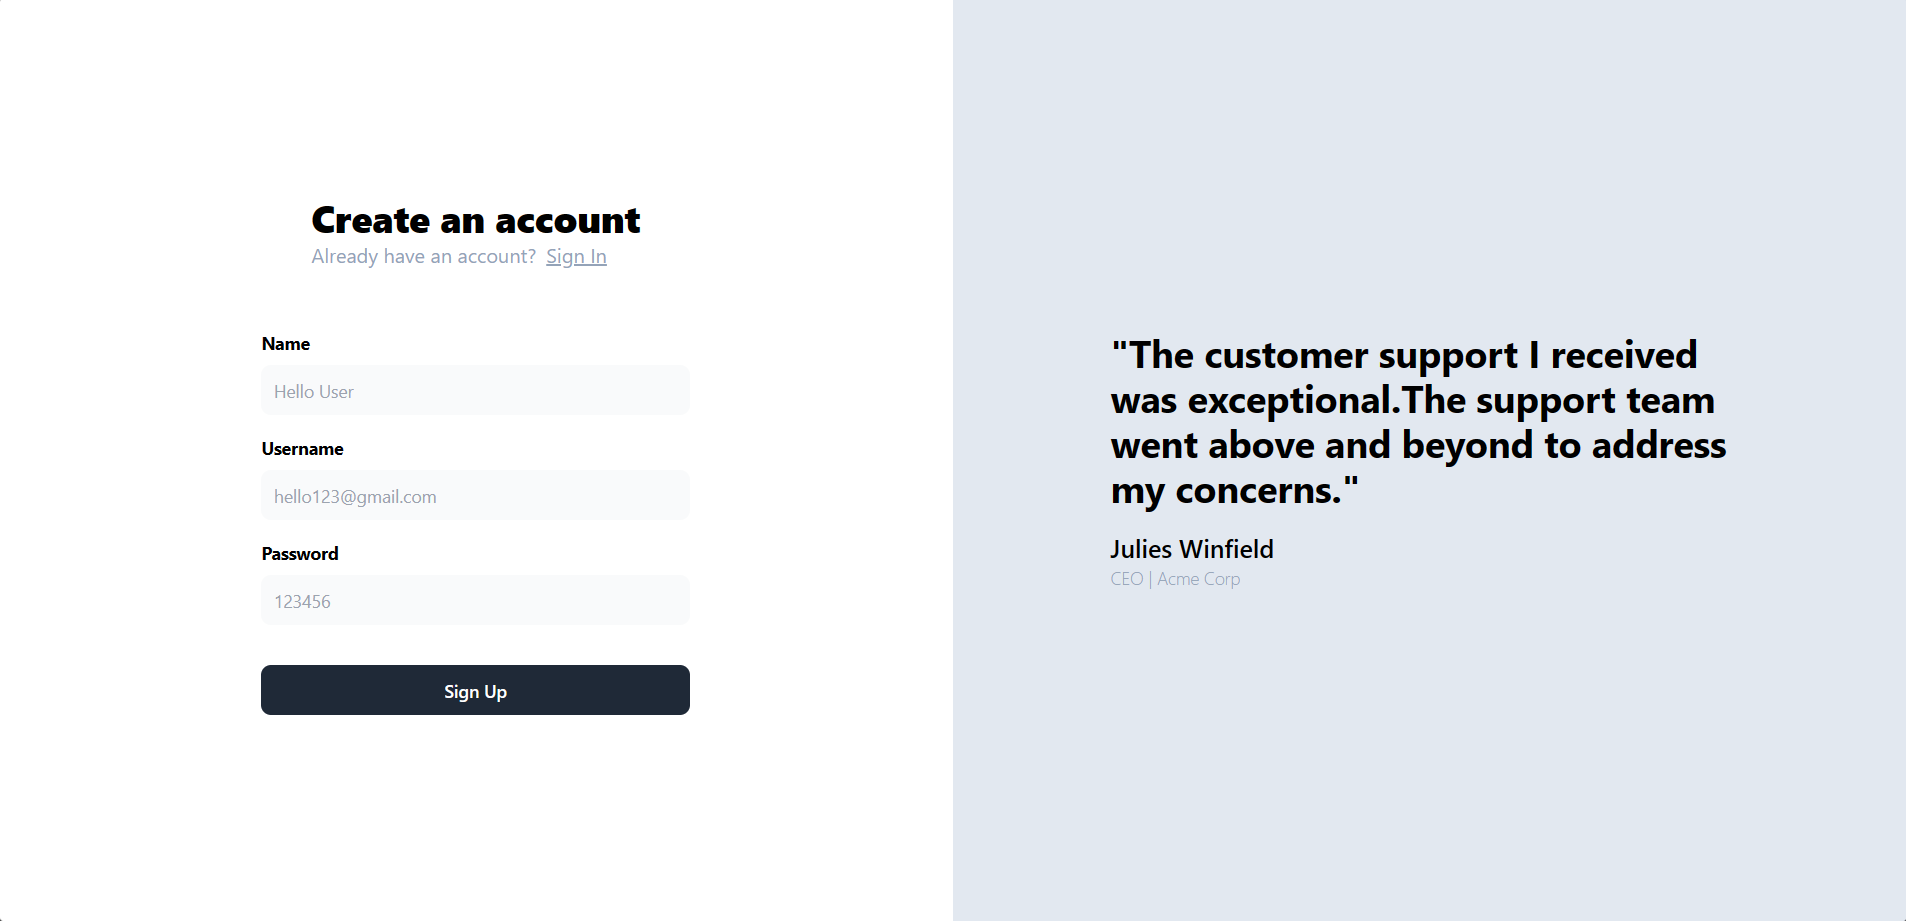 Create an account
Already have an account? Sign In
Name
Hello User
Username
hello123@gmail.com
Password
123456
Sign Up
"The customer support I received
was exceptional.The support team
went above and beyond to address
my concerns."
Julies Winfield
CEO | Acme Corp